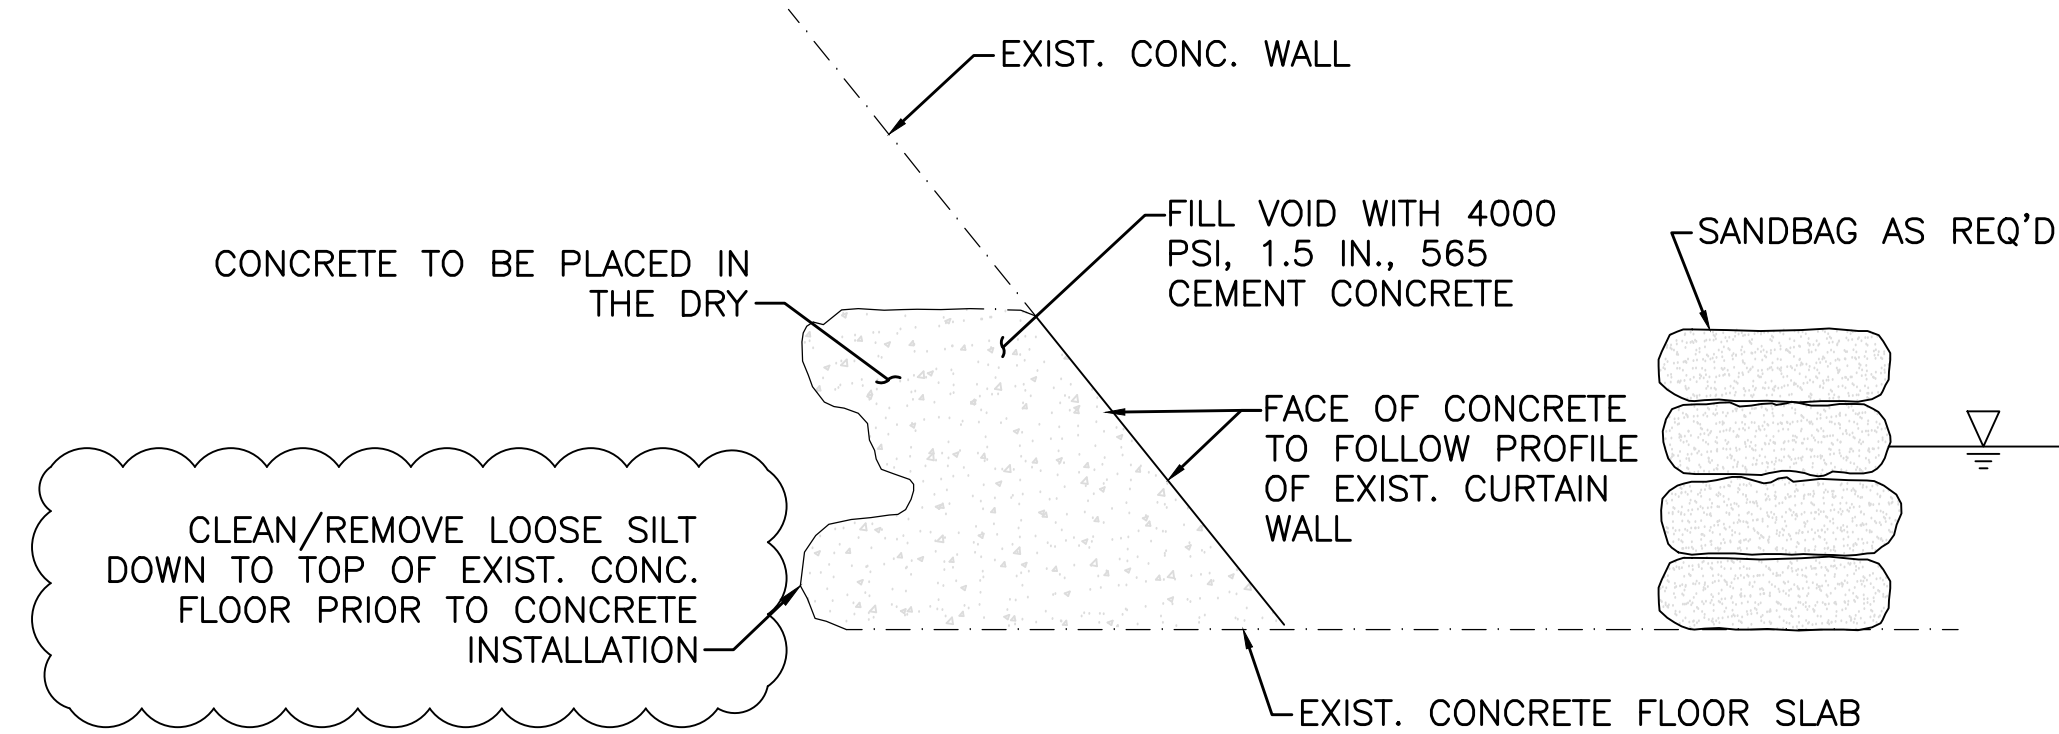 EXIST. CONC. WALL
FILL VOID WITH 4000
PSI, 1.5 IN., 565
CEMENT CONCRETE
SANDBAG AS REQ'D
CONCRETE TO BE PLACED IN
THE DRY
FACE OF CONCRETE
TO FOLLOW PROFILE
OF EXIST. CURTAIN
WALL
CLEAN/REMOVE LOOSE SILT
DOWN TO TOP OF EXIST. CONC.
FLOOR PRIOR TO CONCRETE
INSTALLATION
EXIST. CONCRETE FLOOR SLAB